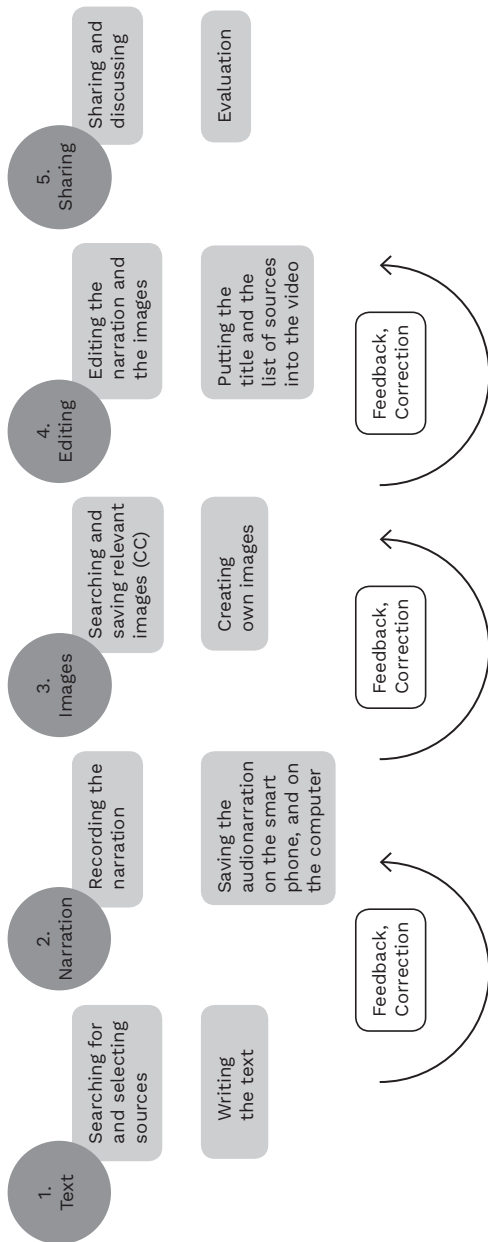 1.
Text
Searching for
and selecting
sources
Writing
the text
2.
Narration
Recording the
narration
Saving the
audionarration
on the smart
phone, and on
the computer
3.
Images
Searching and
saving relevant
images (CC)
Creating
own images
4.
Editing
Editing the
narration and
the images
Putting the
title and the
list of sources
into the video
5.
Sharing
Sharing and
discussing
Evaluation
Feedback,
Correction
Feedback,
Correction
Feedback,
Correction